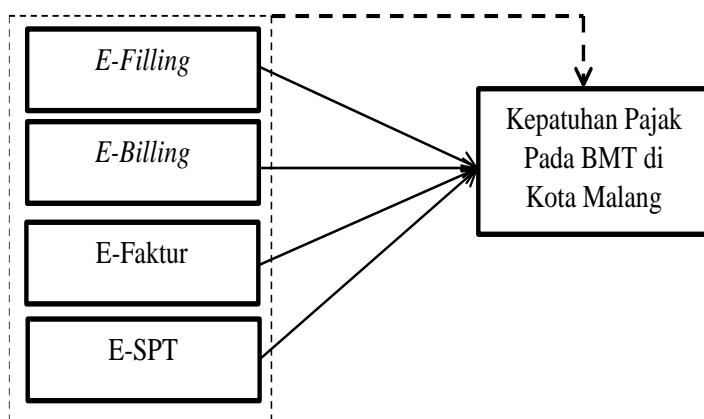 E-Filling
E-Billing
E-Faktur
E-SPT
Kepatuhan Pajak
Pada BMT di
Kota Malang